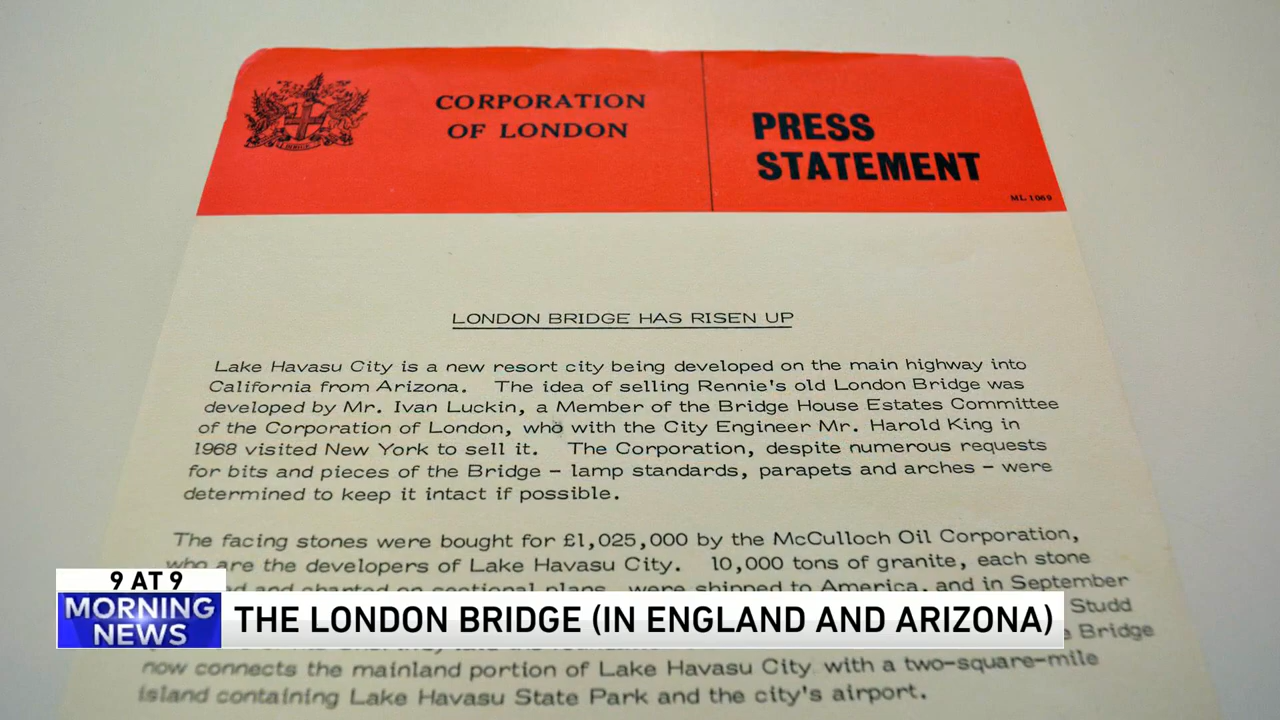 CORPORATION
OF LONDON
PRESS
STATEMENT
ML 1069
LONDON BRIDGE HAS RISEN UP
Lake Havasu City is a new resort city being developed on the main highway into
California from Arizona. The idea of selling Rennie's old London Bridge was
developed by Mr. Ivan Luckin, a Member of the Bridge House Estates Committee
of the Corporation of London, who with the City Engineer Mr. Harold King in
1968 visited New York to sell it. The Corporation, despite numerous requests
for bits and pieces of the Bridge - lamp standards, parapets and arches - were
determined to keep it intact if possible.
The facing stones were bought for £1,025,000 by the McCulloch Oil Corporation,
who are the developers of Lake Havasu City. 10,000 tons of granite, each stone
and charted on sectional plans, were shipped to America, and in September
Studd
Bridge
now connects the mainland portion of Lake Havasu City with a two-square-mile
island containing Lake Havasu State Park and the city's airport.
9 AT 9
MORNING
NEWS
THE LONDON BRIDGE (IN ENGLAND AND ARIZONA)